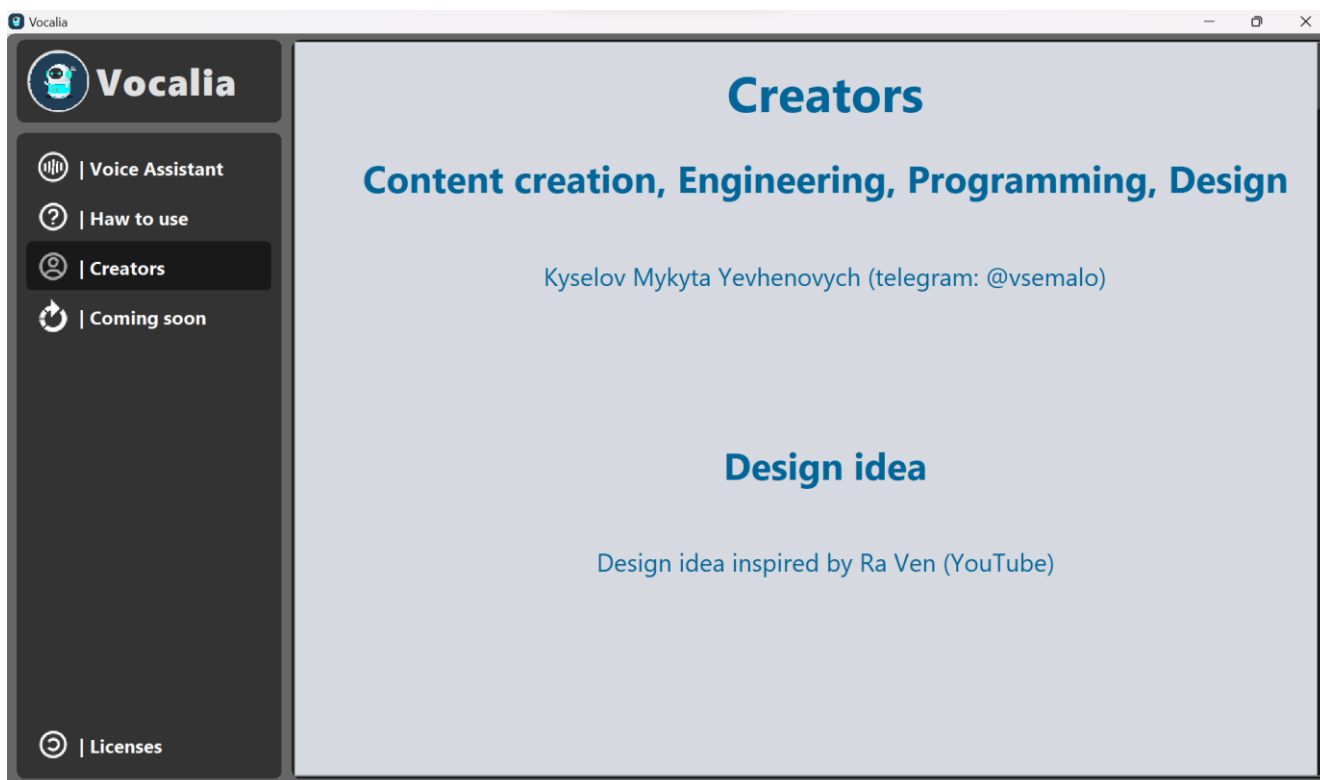 Vocalia
Vocalia
| Voice Assistant
| Haw to use
| Creators
| Coming soon
| Licenses
Creators
Content creation, Engineering, Programming, Design
Kyselov Mykyta Yevhenovych (telegram: @vsemalo)
Design idea
Design idea inspired by Ra Ven (YouTube)